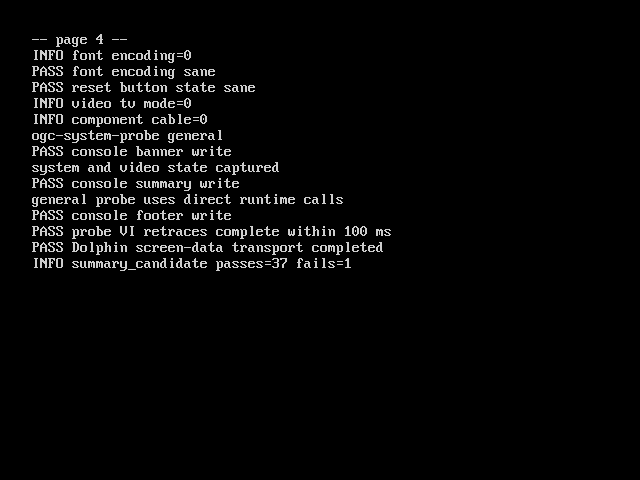 -- page 4 --
INFO font encoding=0
PASS font encoding sane
PASS reset button state sane
INFO video tv mode=0
INFO component cable=0
ogc-system-probe general
PASS console banner write
system and video state captured
PASS console summary write
general probe uses direct runtime calls
PASS console footer write
PASS probe VI retraces complete within 100 ms
PASS Dolphin screen-data transport completed
INFO summary_candidate passes=37 fails=1